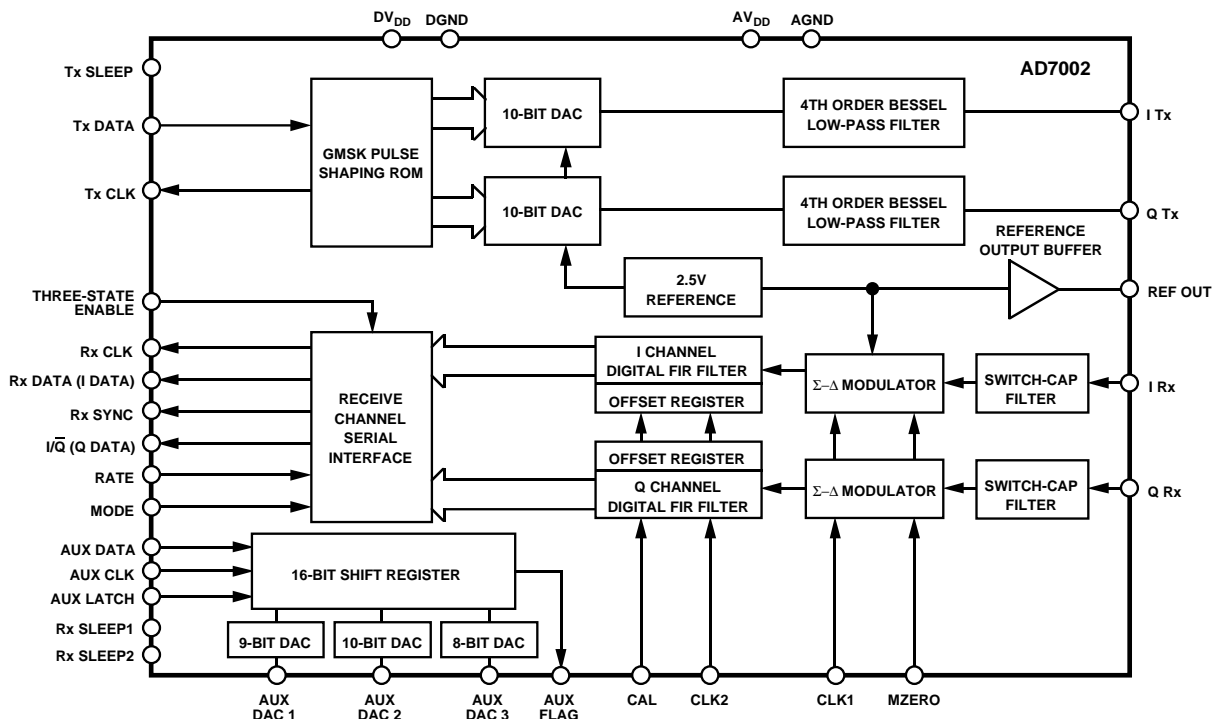 DVDD
DGND
AVDD
AGND
AD7002
Tx SLEEP
Tx DATA
Tx CLK
GMSK PULSE
SHAPING ROM
10-BIT DAC
4TH ORDER BESSEL
LOW-PASS FILTER
I Tx
10-BIT DAC
4TH ORDER BESSEL
LOW-PASS FILTER
Q Tx
REFERENCE
OUTPUT BUFFER
2.5V
REFERENCE
REF OUT
THREE-STATE
ENABLE
Rx CLK
Rx DATA (I DATA)
Rx SYNC
I/Q̅ (Q DATA)
RATE
MODE
RECEIVE
CHANNEL
SERIAL
INTERFACE
I CHANNEL
DIGITAL FIR FILTER
OFFSET REGISTER
Σ–Δ MODULATOR
SWITCH-CAP
FILTER
I Rx
OFFSET REGISTER
Q CHANNEL
DIGITAL FIR FILTER
Σ–Δ MODULATOR
SWITCH-CAP
FILTER
Q Rx
AUX DATA
AUX CLK
AUX LATCH
16-BIT SHIFT REGISTER
Rx SLEEP1
Rx SLEEP2
9-BIT DAC
10-BIT DAC
8-BIT DAC
AUX
DAC 1
AUX
DAC 2
AUX
DAC 3
AUX
FLAG
CAL
CLK2
CLK1
MZERO